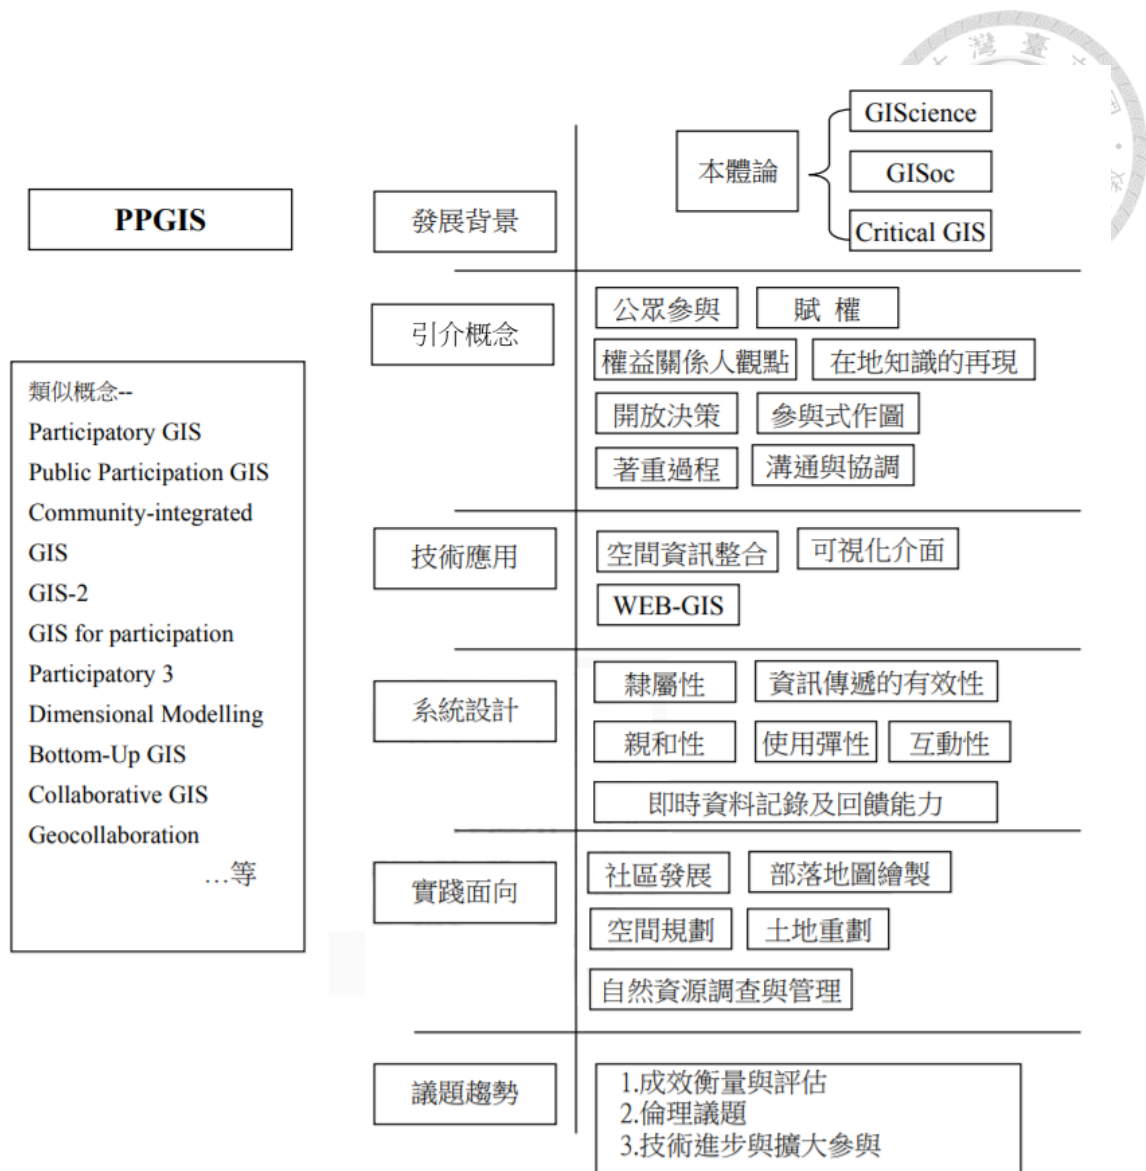 灣臺
PPGIS
類似概念--
Participatory GIS
Public Participation GIS
Community-integrated
GIS
GIS-2
GIS for participation
Participatory 3
Dimensional Modelling
Bottom-Up GIS
Collaborative GIS
Geocollaboration
…等
發展背景
本體論
GIScience
GISoc
Critical GIS
引介概念
公眾參與 賦 權
權益關係人觀點 在地知識的再現
開放決策 參與式作圖
著重過程 溝通與協調
技術應用
空間資訊整合 可視化介面
WEB-GIS
系統設計
隸屬性 資訊傳遞的有效性
親和性 使用彈性 互動性
即時資料記錄及回饋能力
實踐面向
社區發展 部落地圖繪製
空間規劃 土地重劃
自然資源調查與管理
議題趨勢
1.成效衡量與評估
2.倫理議題
3.技術進步與擴大參與